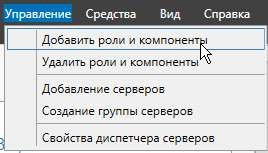 Управление Средства Вид Справка
Добавить роли и компоненты
Удалить роли и компоненты
Добавление серверов
Создание группы серверов
Свойства диспетчера серверов